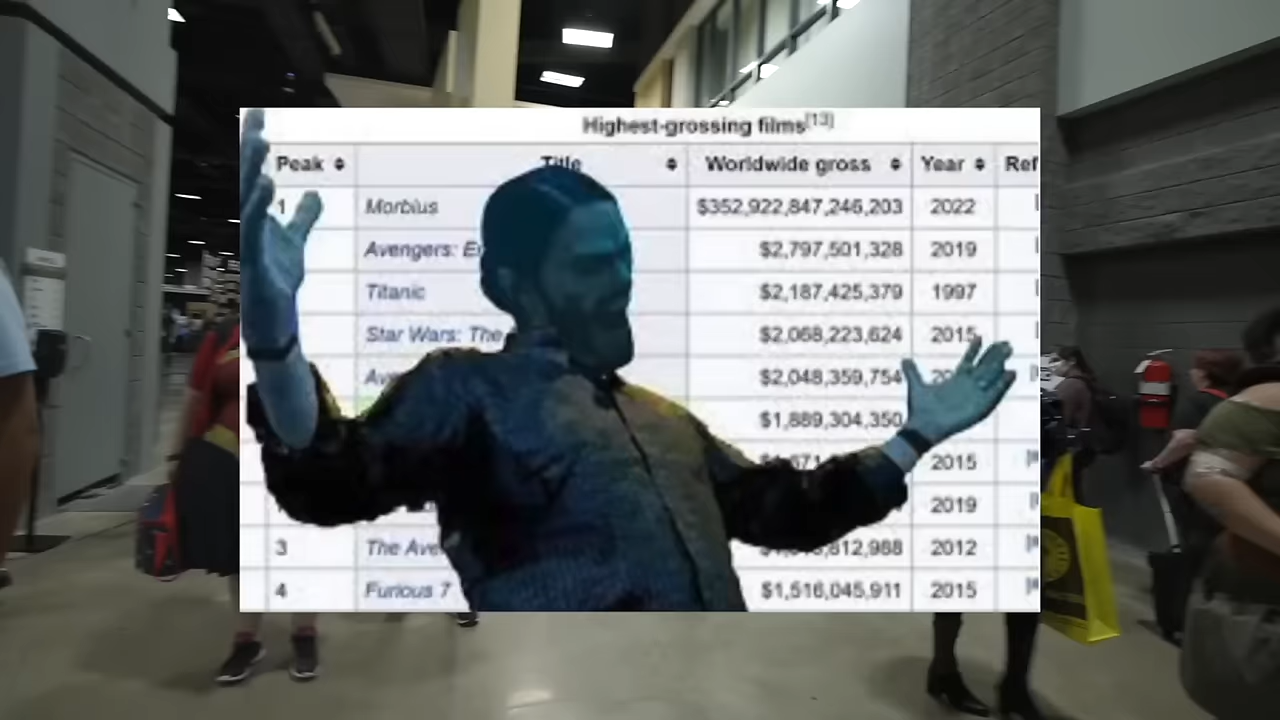 Highest-grossing films[13]
Peak Title Worldwide gross Year Ref
1 Morbius $352,922,847,246,203 2022
Avengers: $2,797,501,328 2019
Titanic $2,187,425,379 1997
Star Wars: The $2,068,223,624 2015
$2,048,359,754
$1,889,304,350
2015
2019
3 The 2012
4 Furious 7 $1,516,045,911 2015